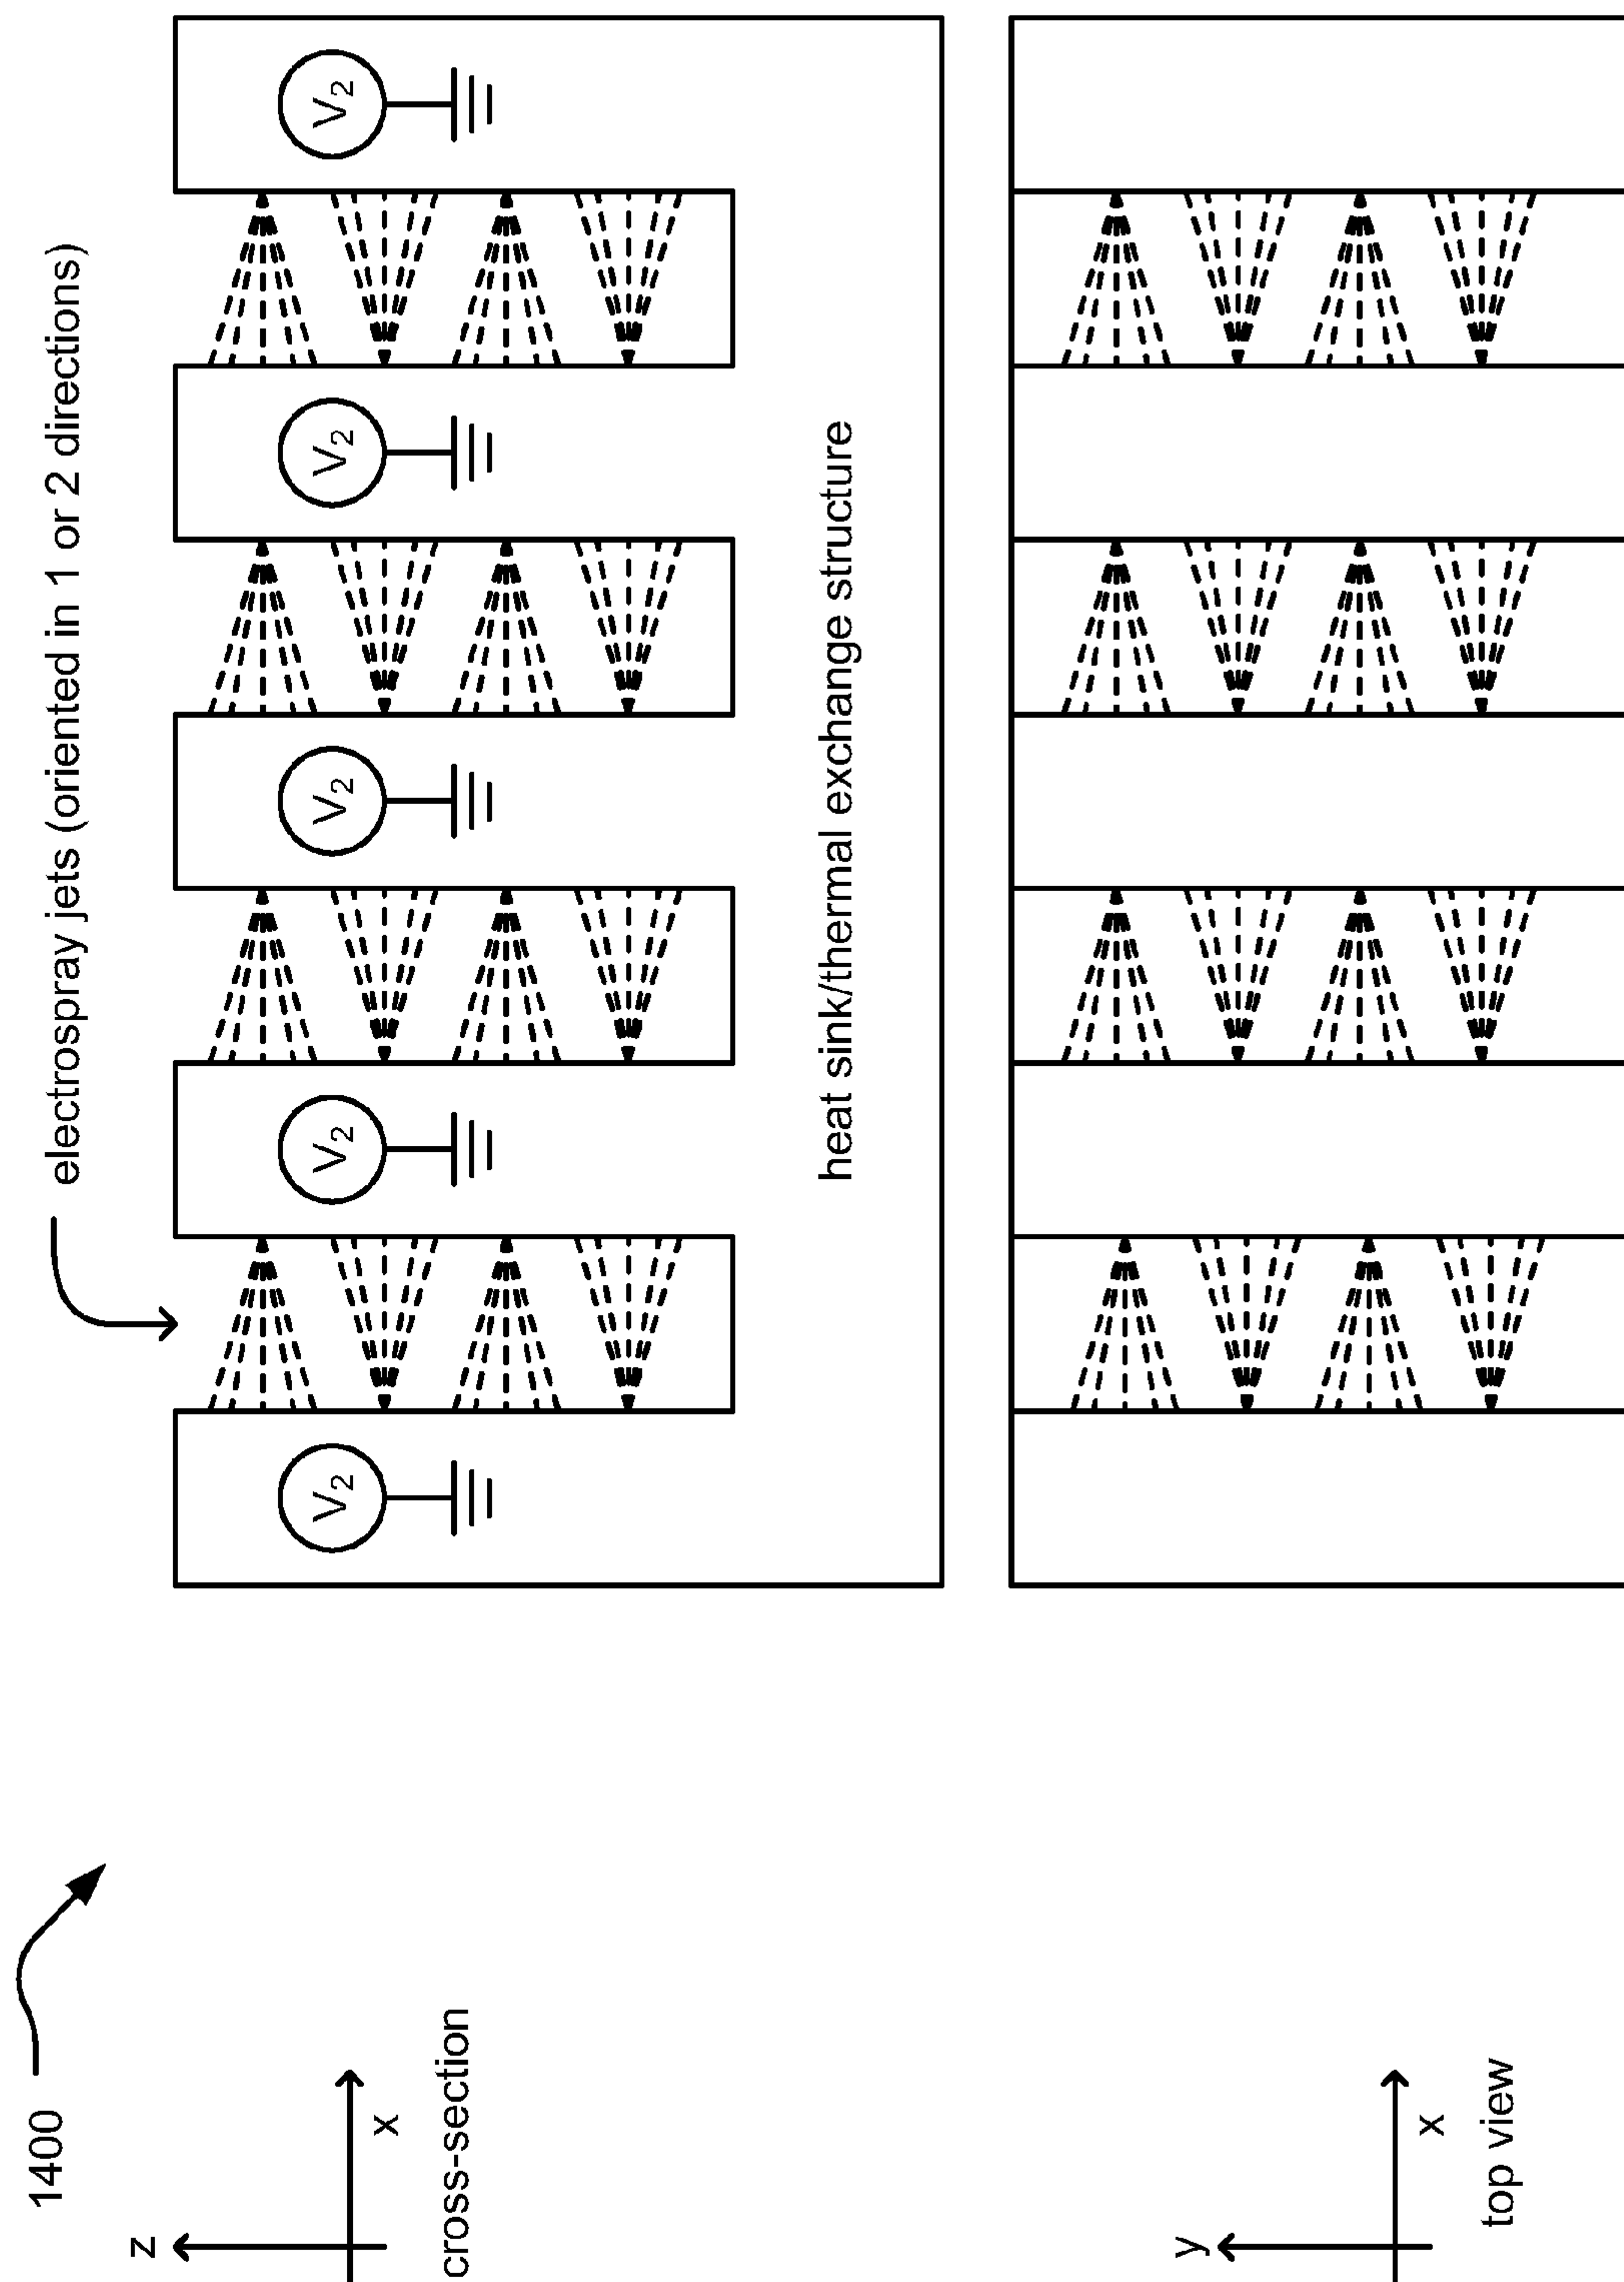 1400
electrospray jets (oriented in 1 or 2 directions)
z
x
cross-section
V2
V2
V2
V2
V2
heat sink/thermal exchange structure
y
x
top view